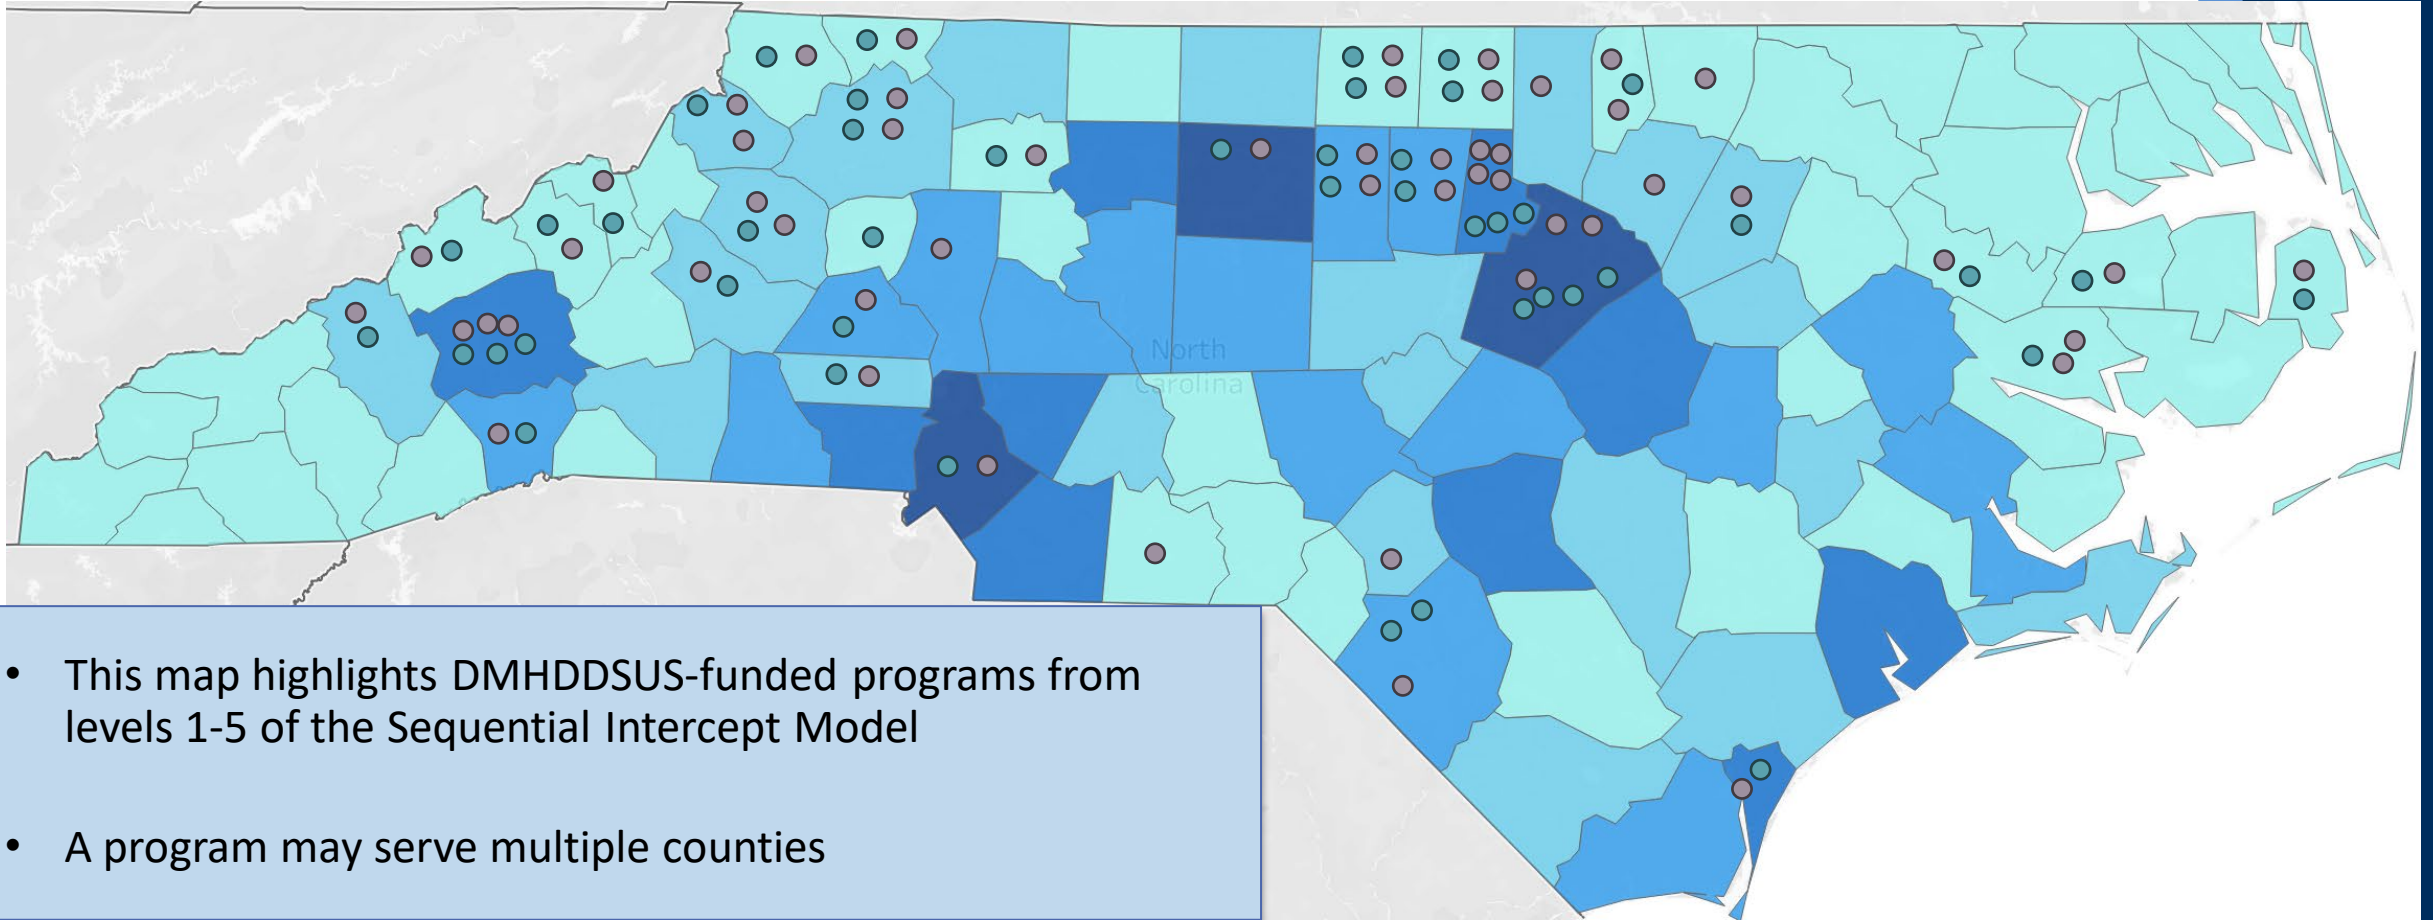 North
Carolina
• This map highlights DMHDDSUS-funded programs from
levels 1-5 of the Sequential Intercept Model
• A program may serve multiple counties